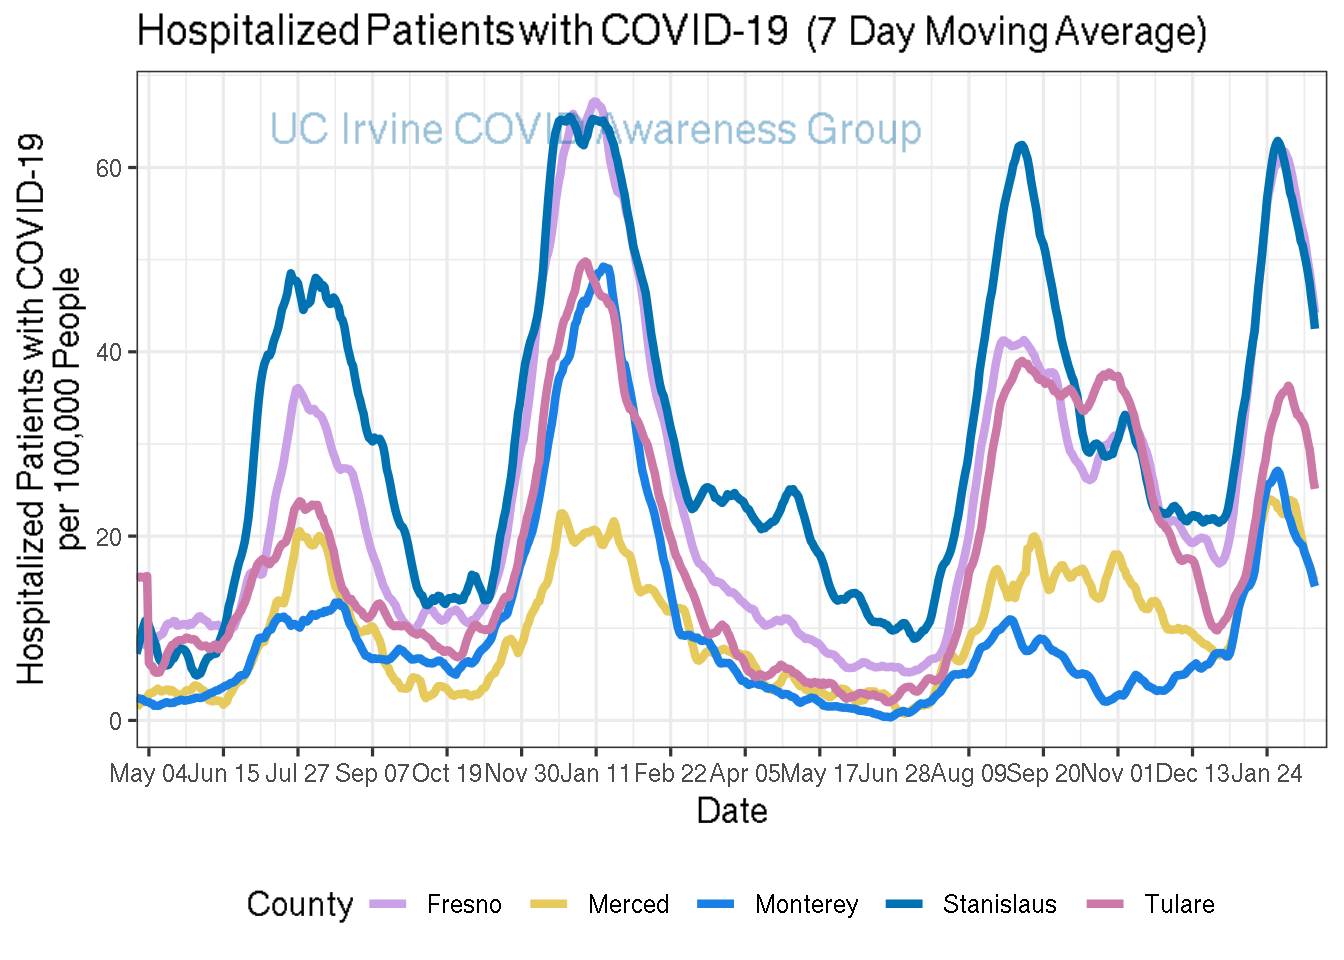 Hospitalized Patients with COVID-19 (7 Day Moving Average)
UC Irvine COVID Awareness Group
Hospitalized Patients with COVID-19
per 100,000 People
60
40
20
0
May 04 Jun 15 Jul 27 Sep 07 Oct 19 Nov 30 Jan 11 Feb 22 Apr 05 May 17 Jun 28 Aug 09 Sep 20 Nov 01 Dec 13 Jan 24
Date
County Fresno Merced Monterey Stanislaus Tulare